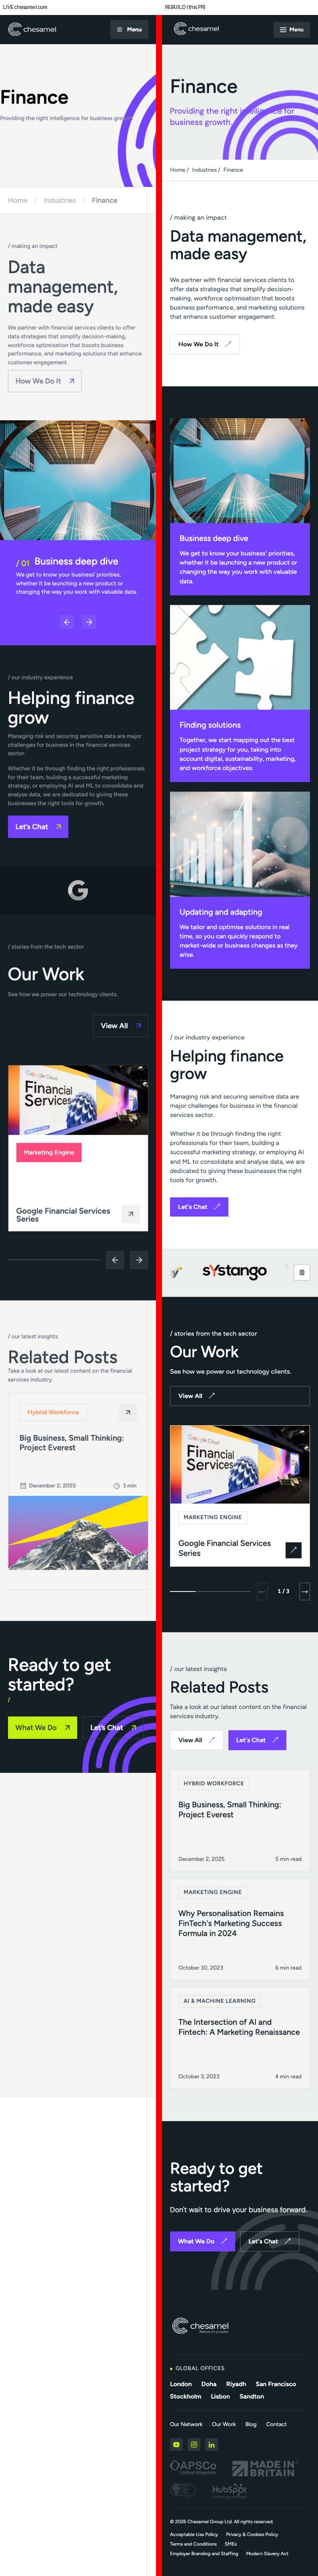 LIVE chesamel.com
chesamel
Menu
Finance
Providing the right intelligence for business growth.
Home / Industries / Finance
/ making an impact
Data
management,
made easy
We partner with financial services clients to offer
data strategies that simplify decision-making,
workforce optimisation that boosts business
performance, and marketing solutions that enhance
customer engagement.
How We Do It
/ 01 Business deep dive
We get to know your business' priorities,
whether it be launching a new product or
changing the way you work with valuable data.
/ our industry experience
Helping finance
grow
Managing risk and securing sensitive data are major
challenges for business in the financial services
sector.
Whether it be through finding the right professionals
for their team, building a successful marketing
strategy, or employing AI and ML to consolidate and
analyse data, we are dedicated to giving these
businesses the right tools for growth.
Let's Chat
/ stories from the tech sector
Our Work
See how we power our technology clients.
View All
Google Cloud
Financial
Services
Marketing Engine
Google Financial Services
Series
/ our latest insights
Related Posts
Take a look at our latest content on the financial
services industry.
Hybrid Workforce
Big Business, Small Thinking:
Project Everest
December 2, 2025
3 min
Ready to get
started?
/
What We Do
Let's Chat
REBUILD (this PR)
chesamel
Menu
Finance
Providing the right intelligence for
business growth.
Home / Industries / Finance
/ making an impact
Data management,
made easy
We partner with financial services clients to
offer data strategies that simplify decision-
making, workforce optimisation that boosts
business performance, and marketing solutions
that enhance customer engagement.
How We Do It
Business deep dive
We get to know your business' priorities,
whether it be launching a new product or
changing the way you work with valuable
data.
Finding solutions
Together, we start mapping out the best
project strategy for you, taking into
account digital, sustainability, marketing,
and workforce objectives.
Updating and adapting
We tailor and optimise solutions in real
time, so you can quickly respond to
market-wide or business changes as they
arise.
/ our industry experience
Helping finance
grow
Managing risk and securing sensitive data are
major challenges for business in the financial
services sector.
Whether it be through finding the right
professionals for their team, building a
successful marketing strategy, or employing AI
and ML to consolidate and analyse data, we are
dedicated to giving these businesses the right
tools for growth.
Let's Chat
systango
/ stories from the tech sector
Our Work
See how we power our technology clients.
View All
Google Cloud
Financial
Services
MARKETING ENGINE
Google Financial Services
Series
1 / 3
/ our latest insights
Related Posts
Take a look at our latest content on the financial
services industry.
View All
Let's Chat
HYBRID WORKFORCE
Big Business, Small Thinking:
Project Everest
December 2, 2025
5 min read
MARKETING ENGINE
Why Personalisation Remains
FinTech's Marketing Success
Formula in 2024
October 30, 2023
6 min read
AI & MACHINE LEARNING
The Intersection of AI and
Fintech: A Marketing Renaissance
October 3, 2023
4 min read
Ready to get
started?
Don't wait to drive your business forward.
What We Do
Let's Chat
chesamel
GLOBAL OFFICES
London Doha Riyadh San Francisco
Stockholm Lisbon Sandton
Our Network Our Work Blog Contact
APSCo
United Kingdom
MADE IN
BRITAIN
HubSpot
© 2026 Chesamel Group Ltd. All rights reserved.
Acceptable Use Policy Privacy & Cookies Policy
Terms and Conditions SMEs
Employer Branding and Staffing Modern Slavery Act